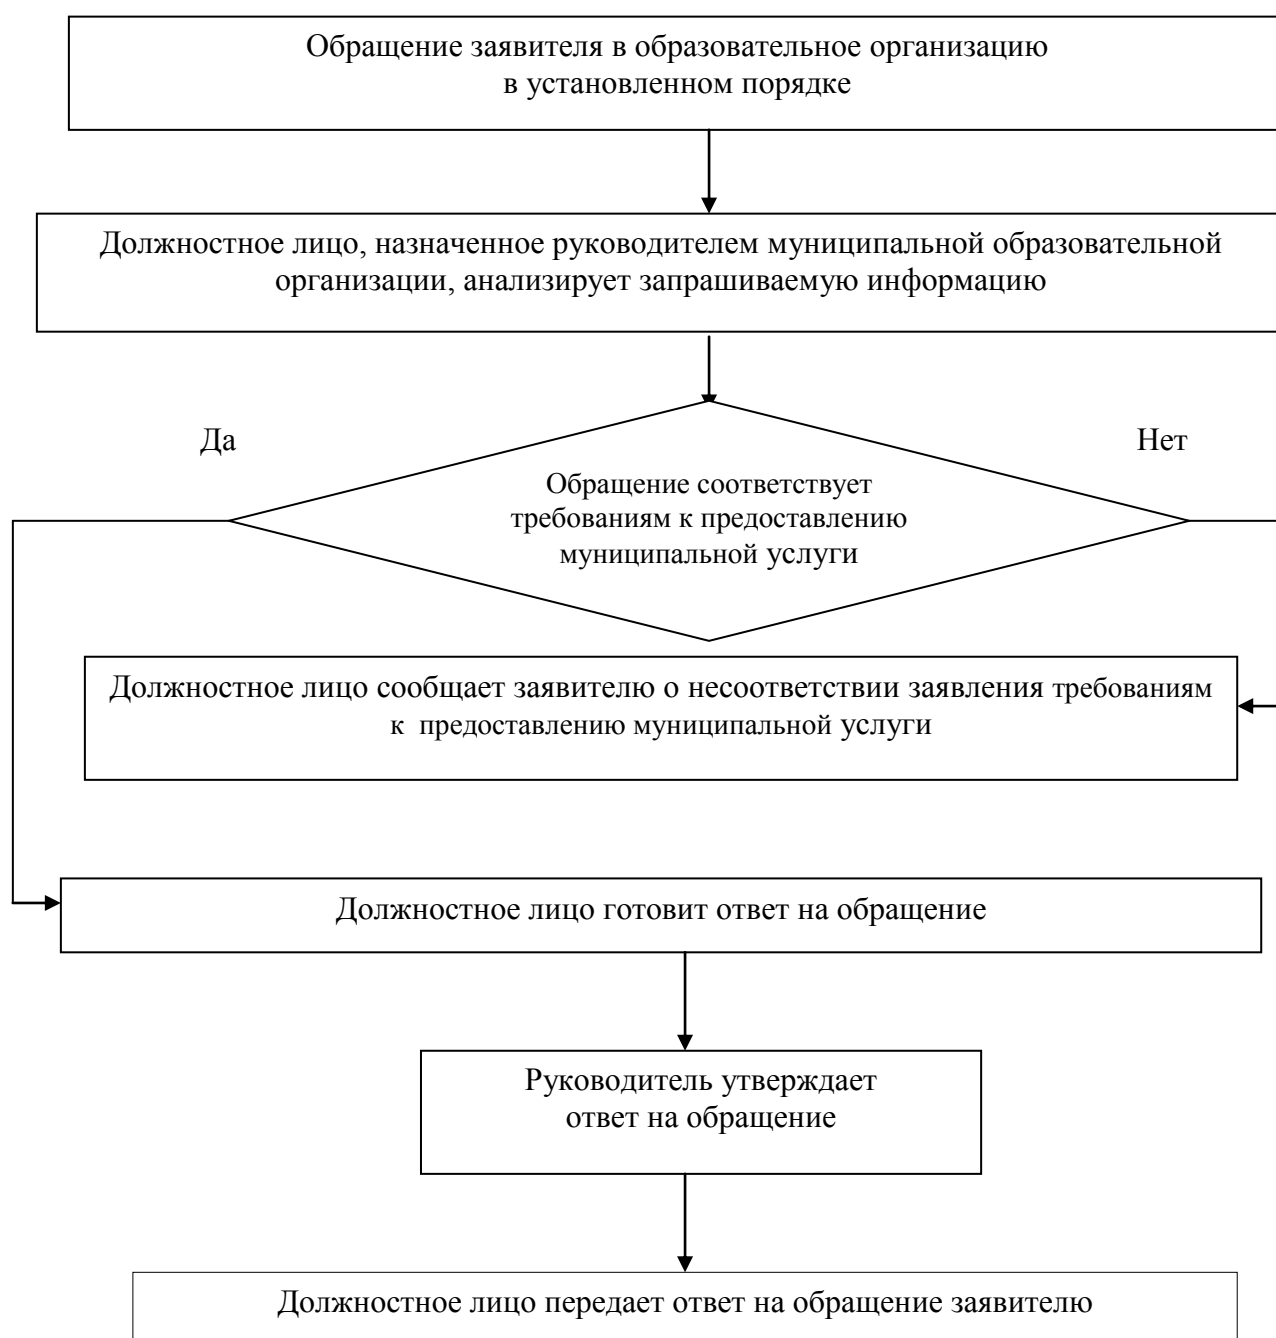 Обращение заявителя в образовательное организацию
в установленном порядке
Должностное лицо, назначенное руководителем муниципальной образовательной
организации, анализирует запрашиваемую информацию
Да
Нет
Обращение соответствует
требованиям к предоставлению
муниципальной услуги
Должностное лицо сообщает заявителю о несоответствии заявления требованиям
к предоставлению муниципальной услуги
Должностное лицо готовит ответ на обращение
Руководитель утверждает
ответ на обращение
Должностное лицо передает ответ на обращение заявителю